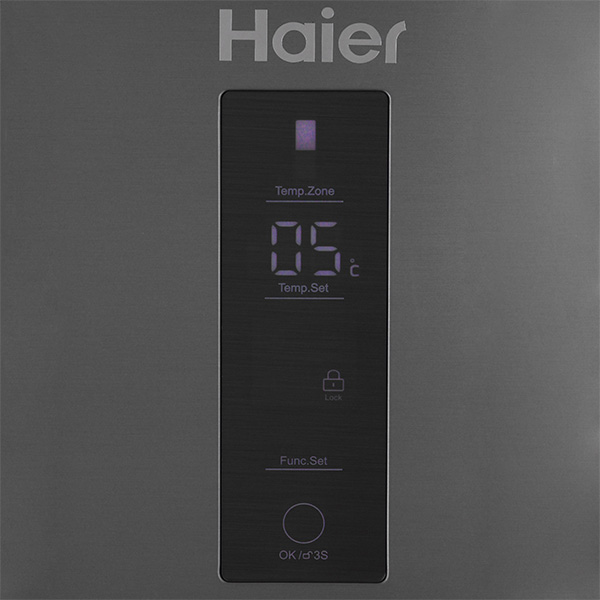 Haier
Temp.Zone
05°C
Temp.Set
Lock
Func.Set
OK/3S